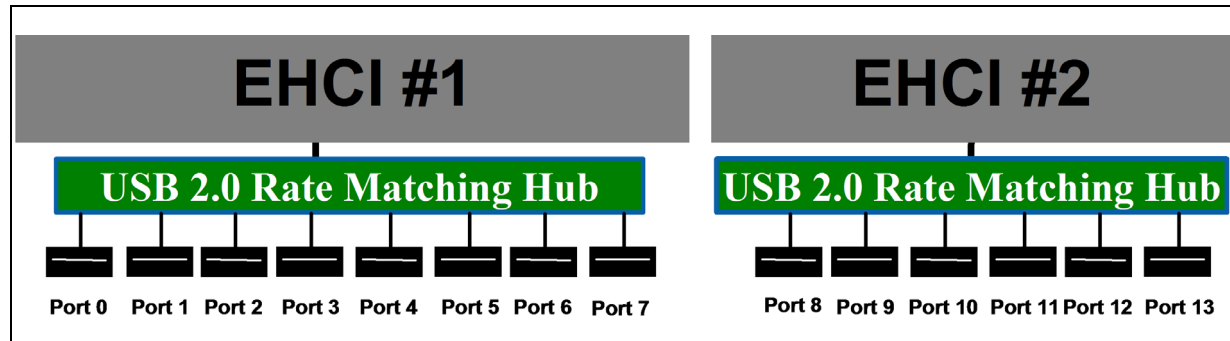 EHCI #1
EHCI #2
USB 2.0 Rate Matching Hub
USB 2.0 Rate Matching Hub
Port 0 Port 1 Port 2 Port 3 Port 4 Port 5 Port 6 Port 7
Port 8 Port 9 Port 10 Port 11 Port 12 Port 13